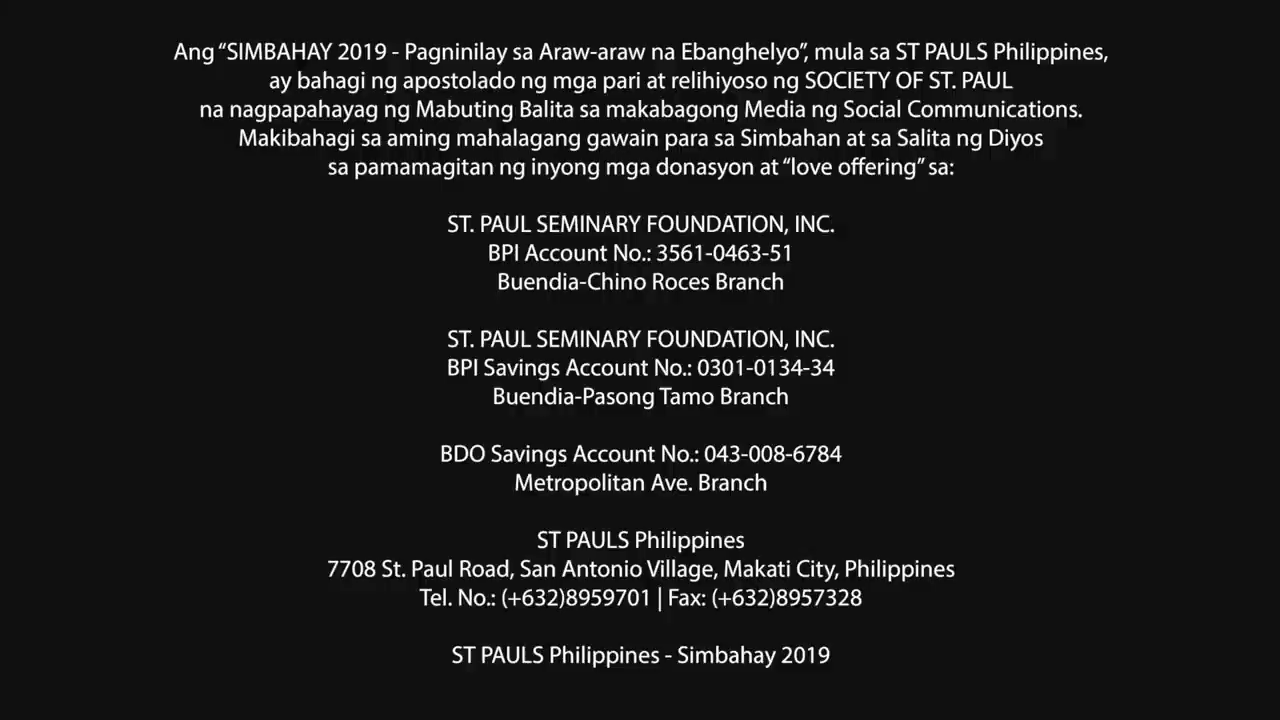 Ang “SIMBAHAY 2019 - Pagninilay sa Araw-araw na Ebanghelyo”, mula sa ST PAULS Philippines,
ay bahagi ng apostolado ng mga pari at relihiyoso ng SOCIETY OF ST. PAUL
na nagpapahayag ng Mabuting Balita sa makabagong Media ng Social Communications.
Makibahagi sa aming mahalagang gawain para sa Simbahan at sa Salita ng Diyos
sa pamamagitan ng inyong mga donasyon at “love offering” sa:
ST. PAUL SEMINARY FOUNDATION, INC.
BPI Account No.: 3561-0463-51
Buendia-Chino Roces Branch
ST. PAUL SEMINARY FOUNDATION, INC.
BPI Savings Account No.: 0301-0134-34
Buendia-Pasong Tamo Branch
BDO Savings Account No.: 043-008-6784
Metropolitan Ave. Branch
ST PAULS Philippines
7708 St. Paul Road, San Antonio Village, Makati City, Philippines
Tel. No.: (+632)8959701 | Fax: (+632)8957328
ST PAULS Philippines - Simbahay 2019